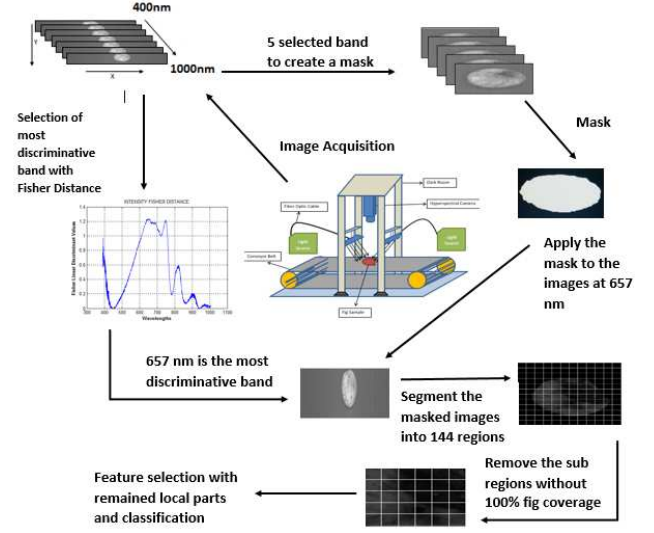 400nm
Y
X
1000nm
5 selected band
to create a mask
Mask
Selection of
most
discriminative
band with
Fisher Distance
Image Acquisition
INTENSITY FISHER DISTANCE
Fisher Linear Discriminant Values
Wavelengths
Dark Room
Hyperspectral Camera
Fiber Optic Cable
Light
Source
Light
Source
Conveyor Belt
Fig Sample
Apply the
mask to the
images at 657
nm
657 nm is the most
discriminative band
Segment the
masked images
into 144 regions
Remove the sub
regions without
100% fig coverage
Feature selection with
remained local parts
and classification